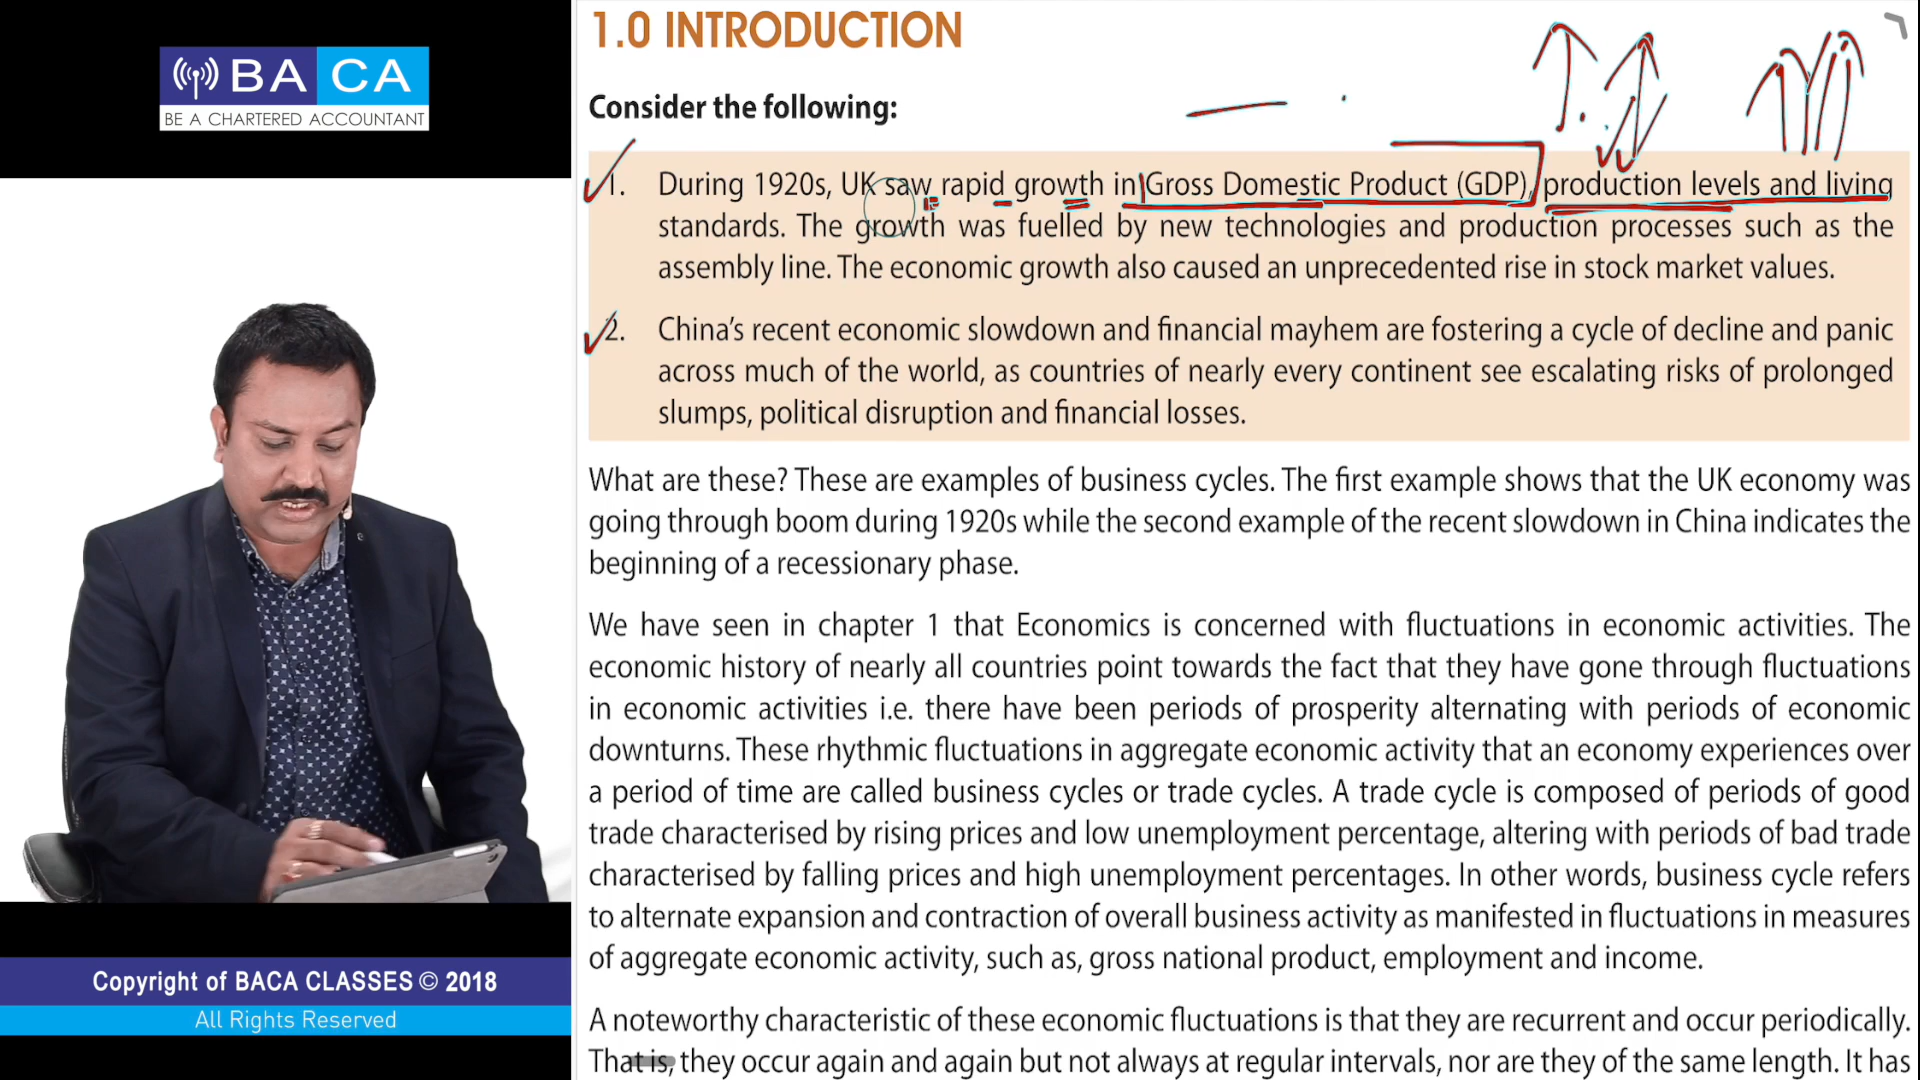 BA CA
BE A CHARTERED ACCOUNTANT
Copyright of BACA CLASSES © 2018
All Rights Reserved
1.0 INTRODUCTION
Consider the following:
1. During 1920s, UK saw rapid growth in Gross Domestic Product (GDP), production levels and living
standards. The growth was fuelled by new technologies and production processes such as the
assembly line. The economic growth also caused an unprecedented rise in stock market values.
2. China’s recent economic slowdown and financial mayhem are fostering a cycle of decline and panic
across much of the world, as countries of nearly every continent see escalating risks of prolonged
slumps, political disruption and financial losses.
What are these? These are examples of business cycles. The first example shows that the UK economy was
going through boom during 1920s while the second example of the recent slowdown in China indicates the
beginning of a recessionary phase.
We have seen in chapter 1 that Economics is concerned with fluctuations in economic activities. The
economic history of nearly all countries point towards the fact that they have gone through fluctuations
in economic activities i.e. there have been periods of prosperity alternating with periods of economic
downturns. These rhythmic fluctuations in aggregate economic activity that an economy experiences over
a period of time are called business cycles or trade cycles. A trade cycle is composed of periods of good
trade characterised by rising prices and low unemployment percentage, altering with periods of bad trade
characterised by falling prices and high unemployment percentages. In other words, business cycle refers
to alternate expansion and contraction of overall business activity as manifested in fluctuations in measures
of aggregate economic activity, such as, gross national product, employment and income.
A noteworthy characteristic of these economic fluctuations is that they are recurrent and occur periodically.
That is, they occur again and again but not always at regular intervals, nor are they of the same length. It has